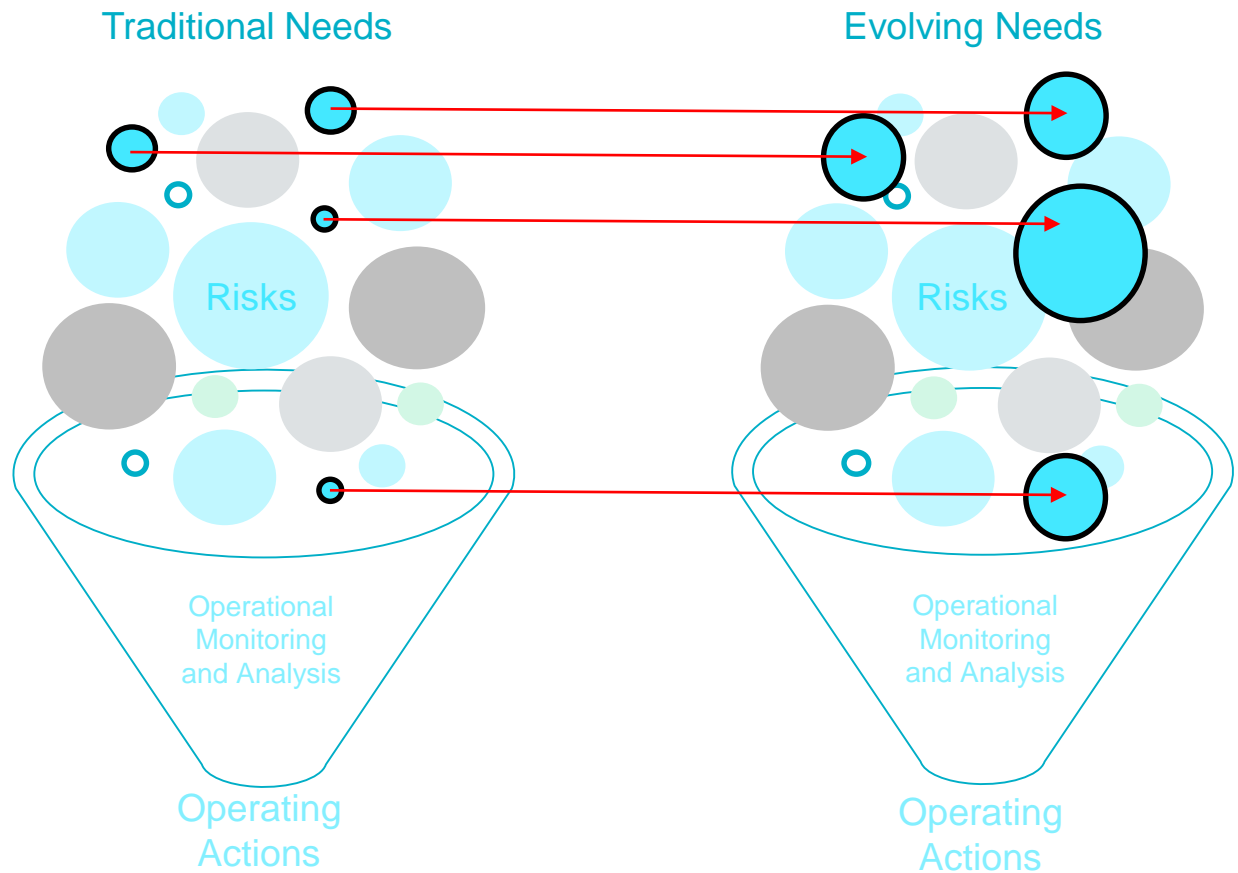 Traditional Needs
Evolving Needs
Risks
Risks
Operational
Monitoring
and Analysis
Operational
Monitoring
and Analysis
Operating
Actions
Operating
Actions